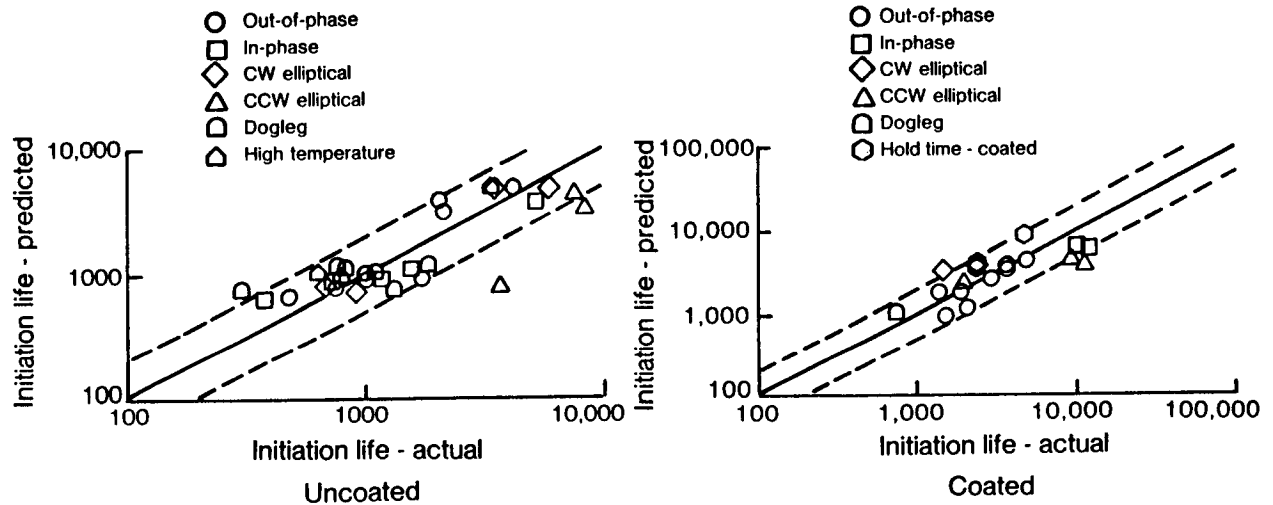 Out-of-phase
In-phase
CW elliptical
CCW elliptical
Dogleg
High temperature
Initiation life - predicted
10,000
1000
100
100
1000
10,000
Initiation life - actual
Uncoated
Out-of-phase
In-phase
CW elliptical
CCW elliptical
Dogleg
Hold time - coated
Initiation life - predicted
100,000
10,000
1,000
100
100
1,000
10,000
100,000
Initiation life - actual
Coated